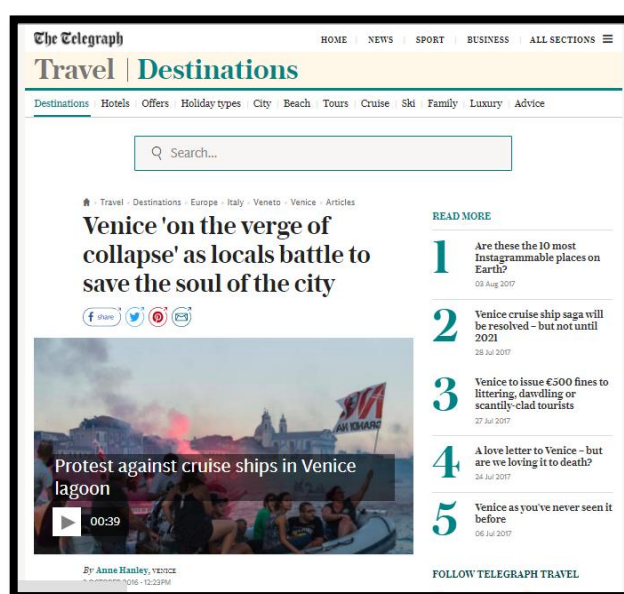 The Telegraph
HOME NEWS SPORT BUSINESS ALL SECTIONS
Travel | Destinations
Destinations Hotels Offers Holiday types City Beach Tours Cruise Ski Family Luxury Advice
Search...
Travel Destinations Europe Italy Veneto Venice Articles
Venice 'on the verge of
collapse' as locals battle to
save the soul of the city
share
Protest against cruise ships in Venice
lagoon
00:39
By Anne Hanley, VENICE
OCTOBER 2016 • 12:23PM
READ MORE
1
Are these the 10 most
Instagrammable places on
Earth?
03 Aug 2017
2
Venice cruise ship saga will
be resolved – but not until
2021
28 Jul 2017
3
Venice to issue €500 fines to
littering, dawdling or
scantily-clad tourists
27 Jul 2017
4
A love letter to Venice – but
are we loving it to death?
24 Jul 2017
5
Venice as you've never seen it
before
06 Jul 2017
FOLLOW TELEGRAPH TRAVEL